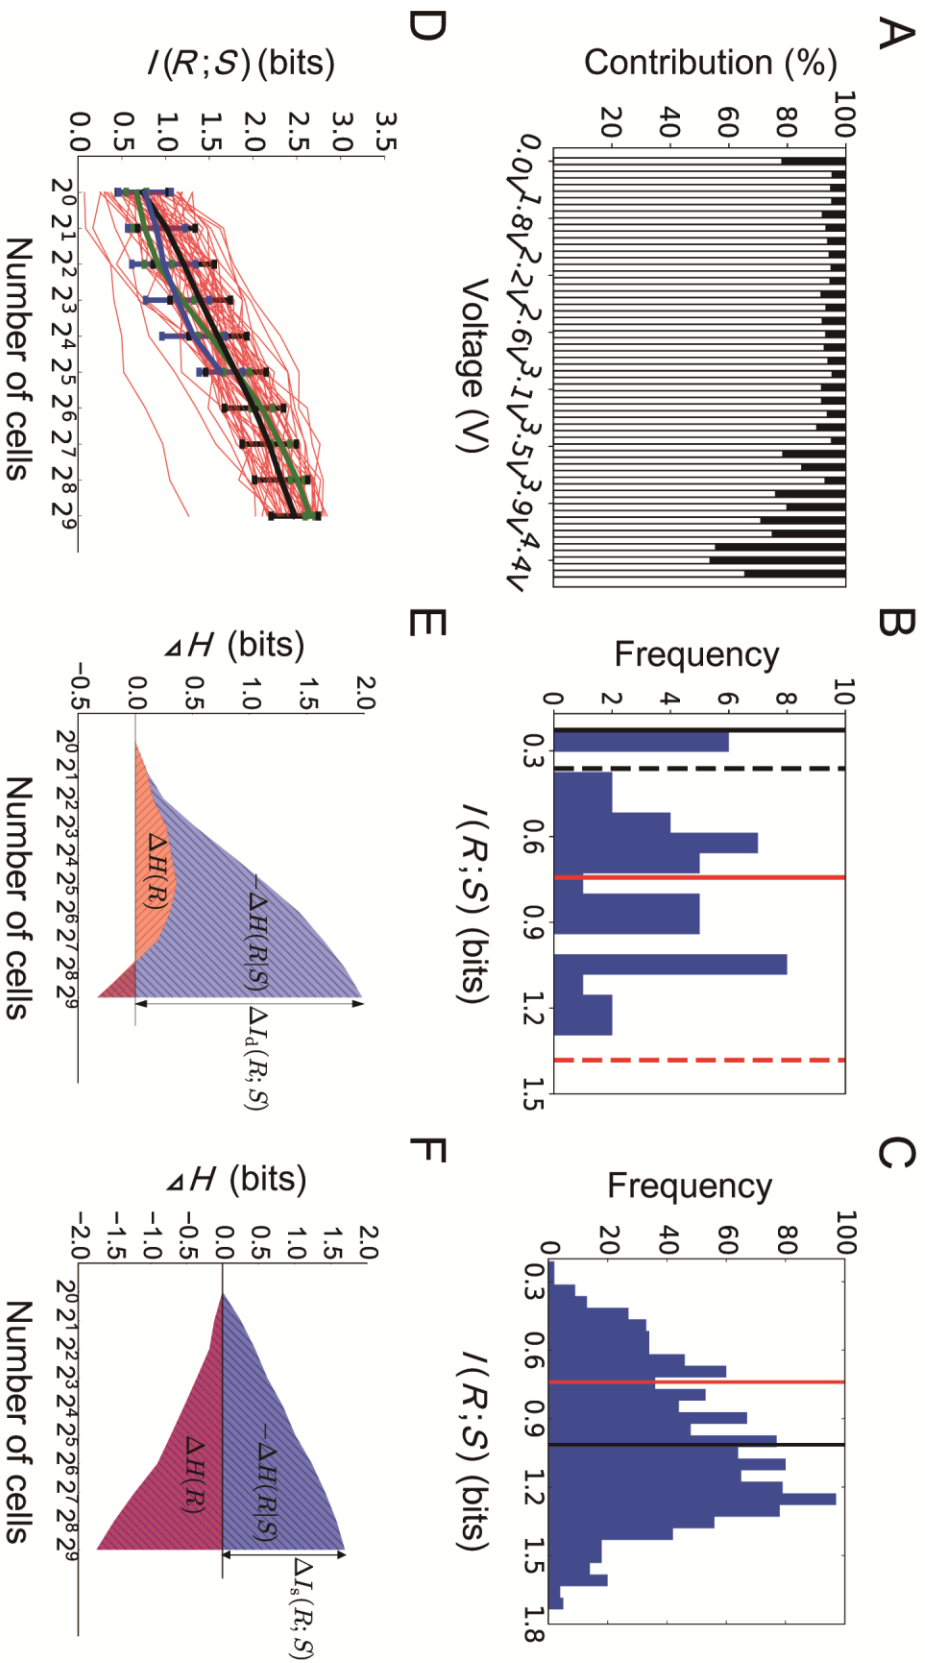 A
Contribution (%)
100
80
60
40
20
0.0V
1.8V
2.2V
2.6V
3.1V
3.5V
3.9V
4.4V
Voltage (V)
B
Frequency
10
8
6
4
2
0
0.3 0.6 0.9 1.2 1.5
I(R;S) (bits)
C
Frequency
100
80
60
40
20
0
0.3 0.6 0.9 1.2 1.5 1.8
I(R;S) (bits)
D
I(R;S) (bits)
3.5
3.0
2.5
2.0
1.5
1.0
0.5
0.0
2⁰ 2¹ 2² 2³ 2⁴ 2⁵ 2⁶ 2⁷ 2⁸ 2⁹
Number of cells
E
⊿H (bits)
2.0
1.5
1.0
0.5
0.0
−0.5
−ΔH(R|S)
ΔH(R)
ΔI_d(R; S)
2⁰ 2¹ 2² 2³ 2⁴ 2⁵ 2⁶ 2⁷ 2⁸ 2⁹
Number of cells
F
⊿H (bits)
2.0
1.5
1.0
0.5
0.0
−0.5
−1.0
−1.5
−2.0
−ΔH(R|S)
ΔH(R)
ΔI_s(R; S)
2⁰ 2¹ 2² 2³ 2⁴ 2⁵ 2⁶ 2⁷ 2⁸ 2⁹
Number of cells